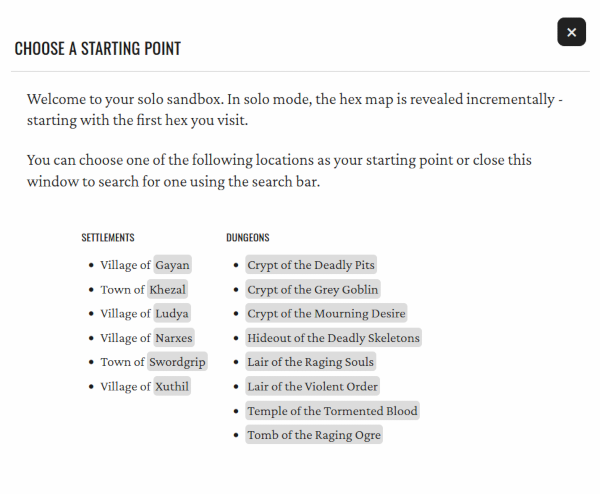 CHOOSE A STARTING POINT
×
Welcome to your solo sandbox. In solo mode, the hex map is revealed incrementally -
starting with the first hex you visit.
You can choose one of the following locations as your starting point or close this
window to search for one using the search bar.
SETTLEMENTS
• Village of Gayan
• Town of Khezal
• Village of Ludya
• Village of Narxes
• Town of Swordgrip
• Village of Xuthil
DUNGEONS
• Crypt of the Deadly Pits
• Crypt of the Grey Goblin
• Crypt of the Mourning Desire
• Hideout of the Deadly Skeletons
• Lair of the Raging Souls
• Lair of the Violent Order
• Temple of the Tormented Blood
• Tomb of the Raging Ogre